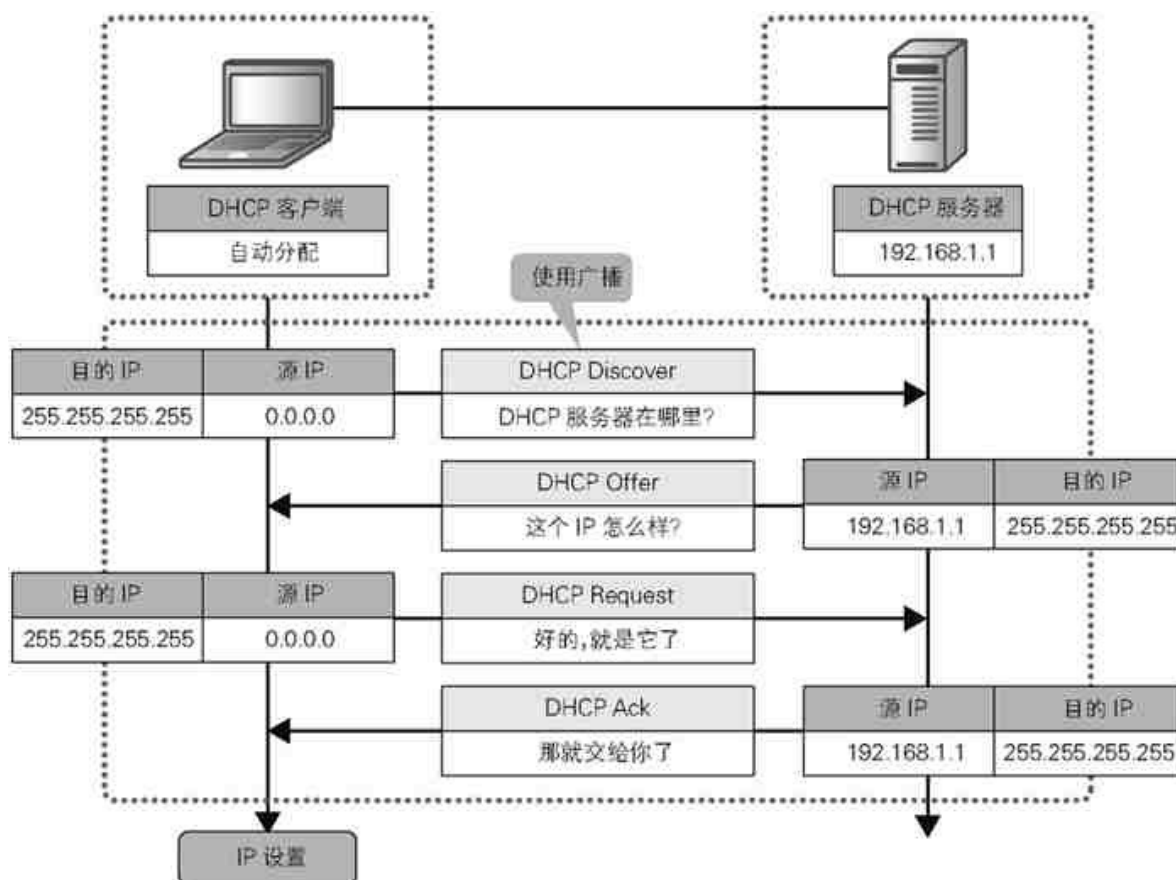 DHCP 客户端
自动分配
DHCP 服务器
192.168.1.1
使用广播
目的 IP
源 IP
255.255.255.255
0.0.0.0
DHCP Discover
DHCP 服务器在哪里?
DHCP Offer
这个 IP 怎么样?
源 IP
目的 IP
192.168.1.1
255.255.255.255
目的 IP
源 IP
255.255.255.255
0.0.0.0
DHCP Request
好的,就是它了
DHCP Ack
那就交给你了
源 IP
目的 IP
192.168.1.1
255.255.255.255
IP 设置